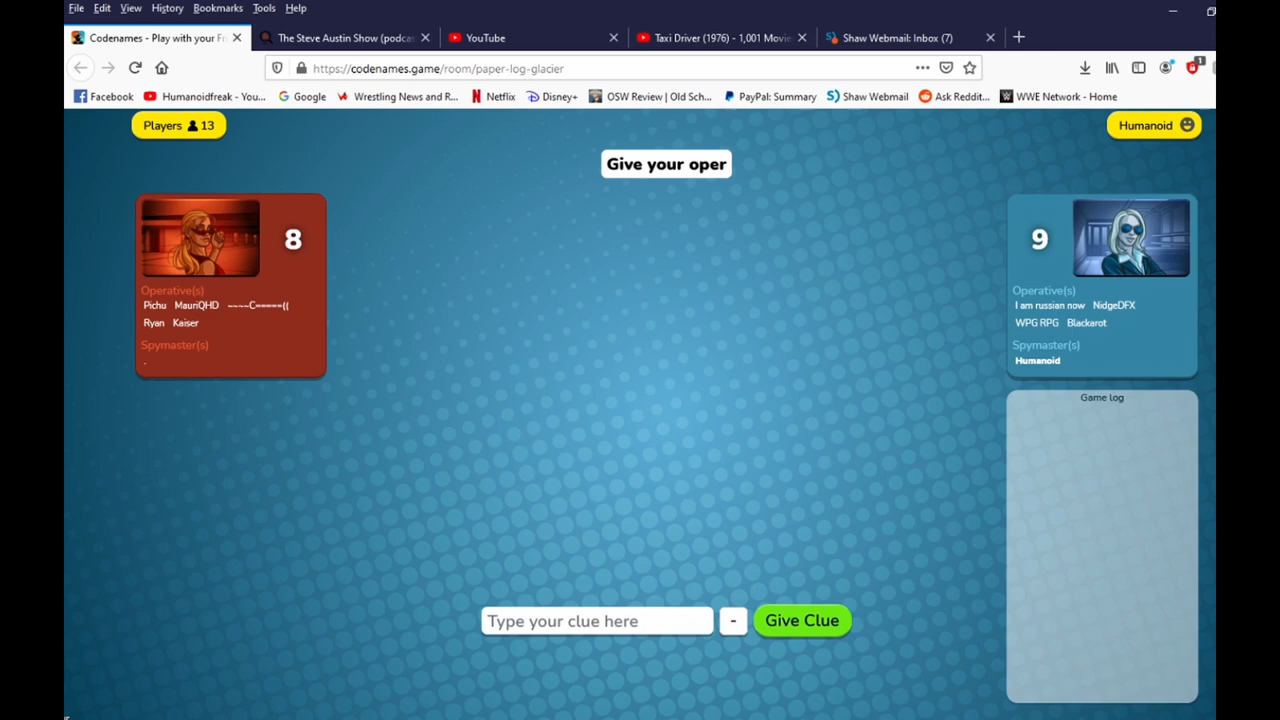 File Edit View History Bookmarks Tools Help
Codenames - Play with your Fr
The Steve Austin Show (podcas
YouTube
Taxi Driver (1976) - 1,001 Movie
Shaw Webmail: Inbox (7)
https://codenames.game/room/paper-log-glacier
1
Facebook Humanoidfreak - You... Google Wrestling News and R... Netflix Disney+ OSW Review | Old Sch... PayPal: Summary Shaw Webmail Ask Reddit... WWE Network - Home
Players 13
Humanoid
Give your oper
8
Operative(s)
Pichu MauriQHD ~~~~C=====((
Ryan Kaiser
Spymaster(s)
.
9
Operative(s)
I am russian now NidgeDFX
WPG RPG Blackarot
Spymaster(s)
Humanoid
Game log
Type your clue here - Give Clue